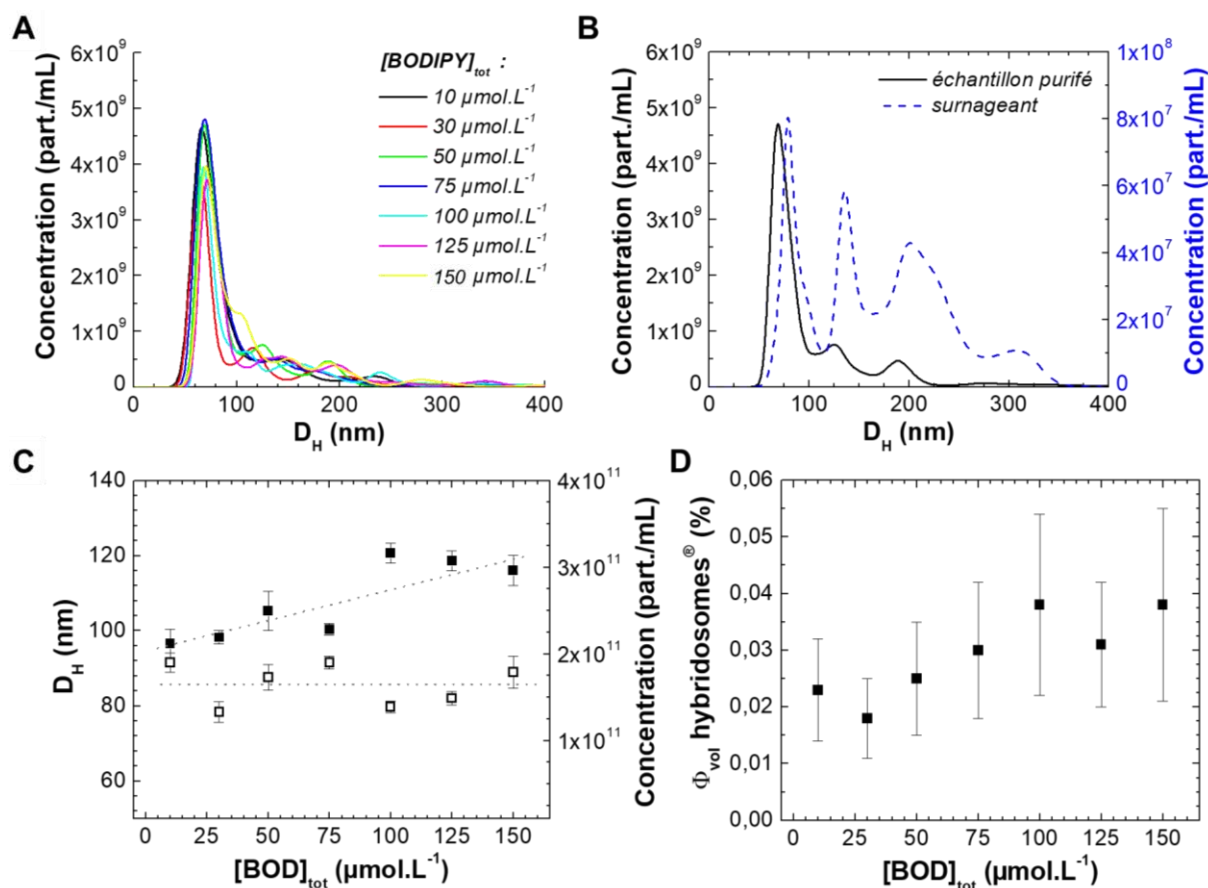 A
6x10⁹
5x10⁹
4x10⁹
3x10⁹
2x10⁹
1x10⁹
0
Concentration (part./mL)
[BODIPY]tot :
10 µmol.L⁻¹
30 µmol.L⁻¹
50 µmol.L⁻¹
75 µmol.L⁻¹
100 µmol.L⁻¹
125 µmol.L⁻¹
150 µmol.L⁻¹
0 100 200 300 400
D_H (nm)
B
6x10⁹
5x10⁹
4x10⁹
3x10⁹
2x10⁹
1x10⁹
0
Concentration (part./mL)
échantillon purifé
surnageant
1x10⁸
8x10⁷
6x10⁷
4x10⁷
2x10⁷
0
Concentration (part./mL)
0 100 200 300 400
D_H (nm)
C
140
120
100
80
60
D_H (nm)
4x10¹¹
3x10¹¹
2x10¹¹
1x10¹¹
Concentration (part./mL)
0 25 50 75 100 125 150
[BOD]tot (µmol.L⁻¹)
D
0,06
0,05
0,04
0,03
0,02
0,01
0,00
Φvol hybridosomes® (%)
0 25 50 75 100 125 150
[BOD]tot (µmol.L⁻¹)